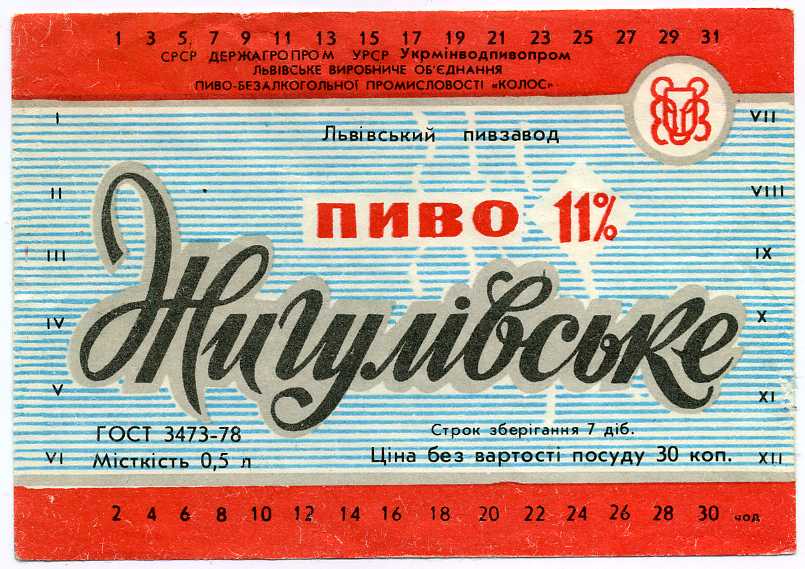 1 3 5 7 9 11 13 15 17 19 21 23 25 27 29 31
СРСР ДЕРЖАГРОПРОМ УРСР Укрмінводпивопром
ЛЬВІВСЬКЕ ВИРОБНИЧЕ ОБ'ЄДНАННЯ
ПИВО-БЕЗАЛКОГОЛЬНОЇ ПРОМИСЛОВОСТІ «КОЛОС»
I VII
Львівський пивзавод
II VIII
ПИВО 11%
III IX
Жигулівське
IV X
V XI
ГОСТ 3473-78 Строк зберігання 7 діб.
VI Місткість 0,5 л Ціна без вартості посуду 30 коп. XII
2 4 6 8 10 12 13 14 16 18 20 22 24 26 28 30